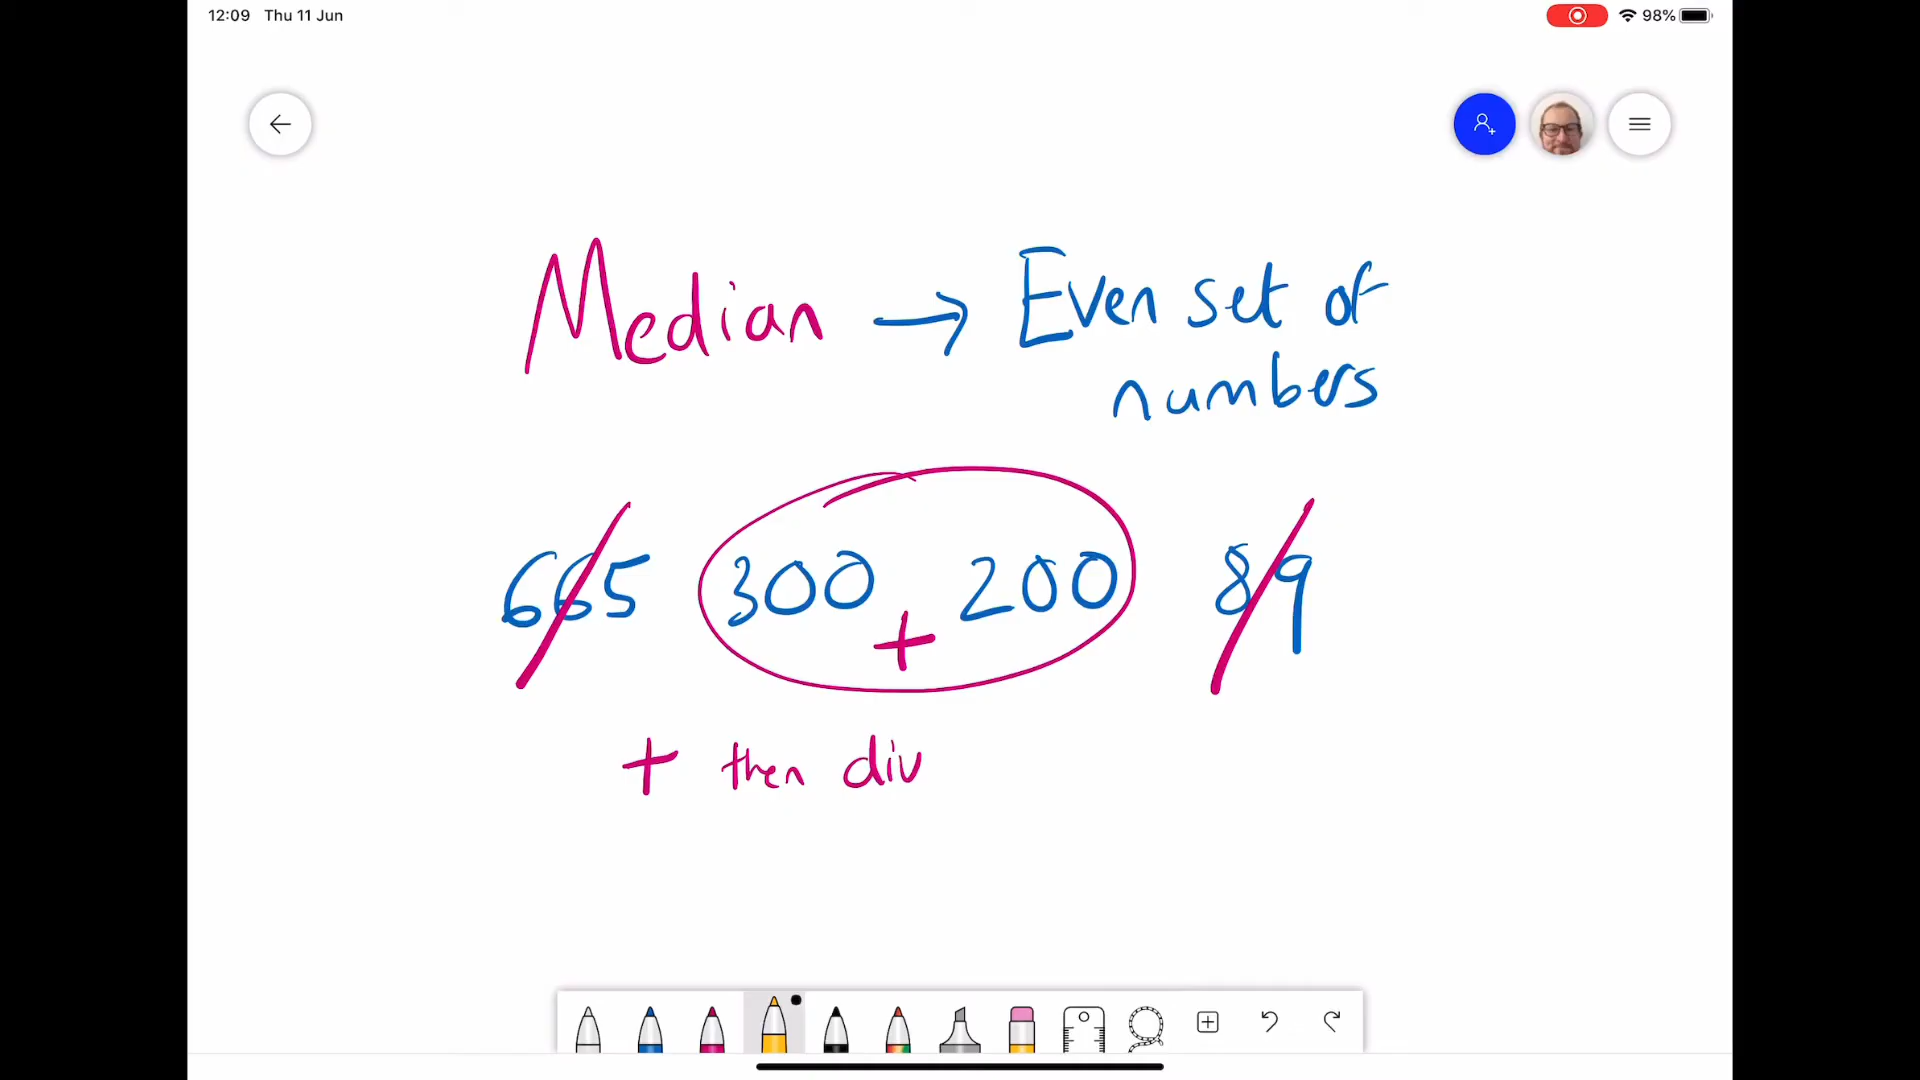 12:09 Thu 11 Jun 98%
Median → Even set of
numbers
665 300 200 89
+
+ then div